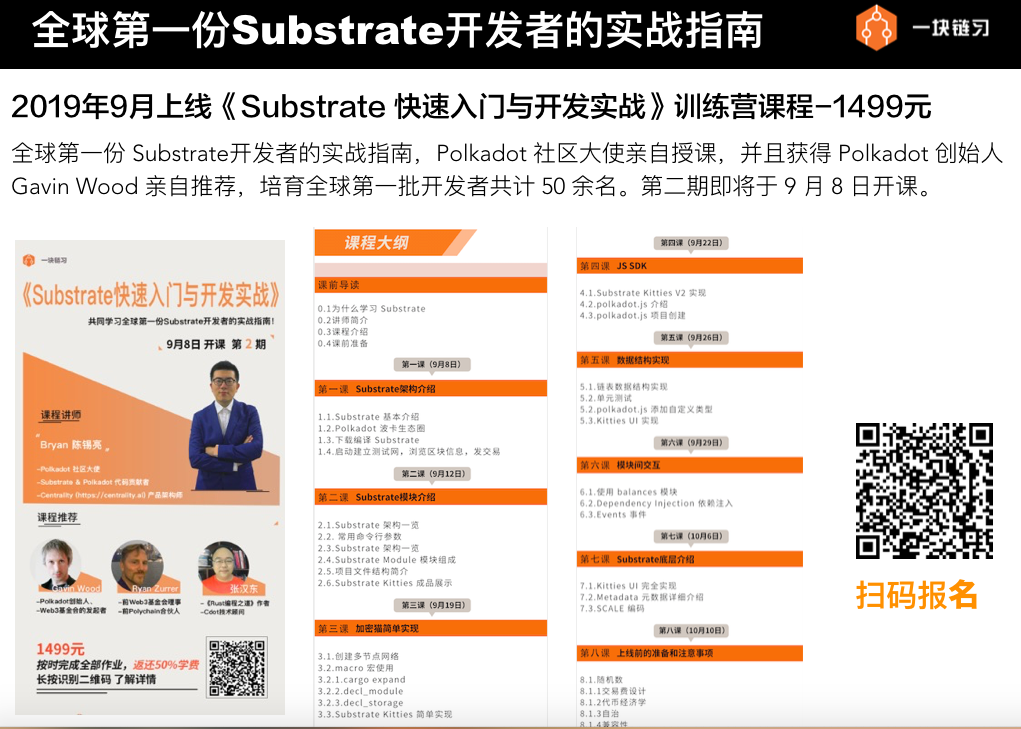 全球第一份Substrate开发者的实战指南
一块链习
2019年9月上线《Substrate 快速入门与开发实战》训练营课程-1499元
全球第一份 Substrate开发者的实战指南，Polkadot 社区大使亲自授课，并且获得 Polkadot 创始人
Gavin Wood 亲自推荐，培育全球第一批开发者共计 50 余名。第二期即将于 9 月 8 日开课。
一块链习
《Substrate快速入门与开发实战》
共同学习全球第一份Substrate开发者的实战指南！
9月8日 开课 第 2 期
课程讲师
Bryan 陈锡亮
-Polkadot 社区大使
-Substrate & Polkadot 代码贡献者
-Centrality (https://centrality.ai) 产品架构师
课程推荐
Gavin Wood
-Polkadot创始人、
-Web3基金会的发起者
Ryan Zurrer
-前Web3基金会理事
-前Polychain合伙人
张汉东
-《Rust编程之道》作者
-Cdot技术顾问
1499元
按时完成全部作业，返还50%学费
长按识别二维码 了解详情
课程大纲
课前导读
0.1为什么学习 Substrate
0.2讲师简介
0.3课程介绍
0.4课前准备
第一课（9月8日）
第一课 Substrate架构介绍
1.1.Substrate 基本介绍
1.2.Polkadot 波卡生态圈
1.3.下载编译 Substrate
1.4.启动建立测试网，浏览区块信息，发交易
第二课（9月12日）
第二课 Substrate模块介绍
2.1.Substrate 架构一览
2.2. 常用命令行参数
2.3.Substrate 架构一览
2.4.Substrate Module 模块组成
2.5.项目文件结构简介
2.6.Substrate Kitties 成品展示
第三课（9月19日）
第三课 加密猫简单实现
3.1.创建多节点网络
3.2.macro 宏使用
3.2.1.cargo expand
3.2.2.decl_module
3.2.3.decl_storage
3.3.Substrate Kitties 简单实现
第四课（9月22日）
第四课 JS SDK
4.1.Substrate Kitties V2 实现
4.2.polkadot.js 介绍
4.3.polkadot.js 项目创建
第五课（9月26日）
第五课 数据结构实现
5.1.链表数据结构实现
5.2.单元测试
5.2.polkadot.js 添加自定义类型
5.3.Kitties UI 实现
第六课（9月29日）
第六课 模块间交互
6.1.使用 balances 模块
6.2.Dependency Injection 依赖注入
6.3.Events 事件
第七课（10月6日）
第七课 Substrate底层介绍
7.1.Kitties UI 完全实现
7.2.Metadata 元数据详细介绍
7.3.SCALE 编码
第八课（10月10日）
第八课 上线前的准备和注意事项
8.1.随机数
8.1.1交易费设计
8.1.2代币经济学
8.1.3自治
8.1.4兼容性
扫码报名